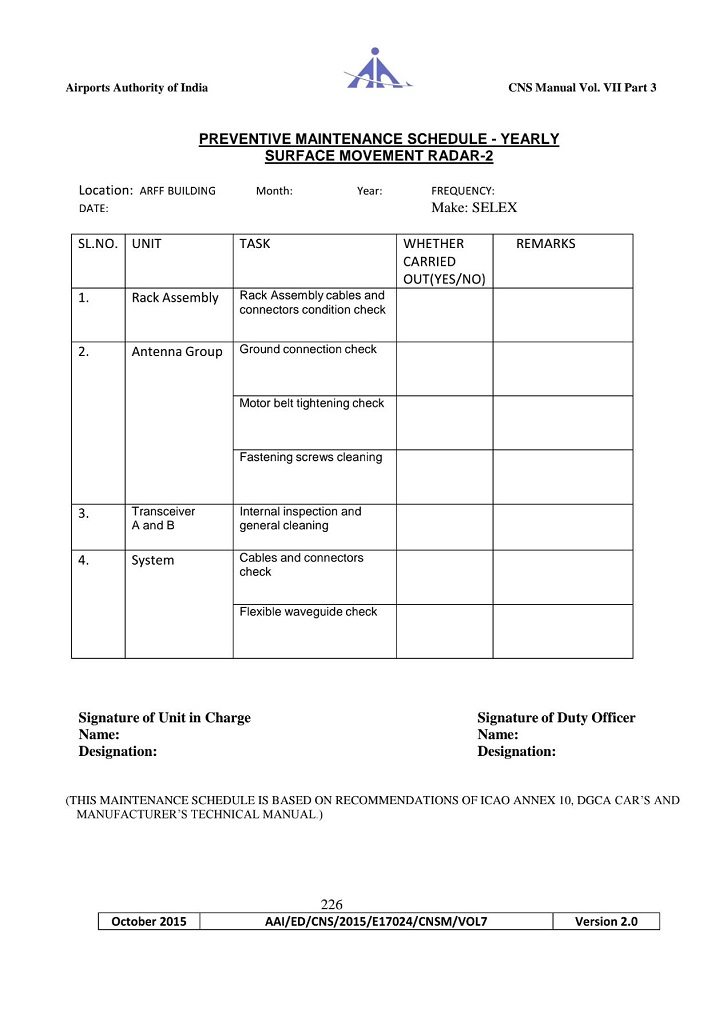 Airports Authority of India CNS Manual Vol. VII Part 3
PREVENTIVE MAINTENANCE SCHEDULE - YEARLY
SURFACE MOVEMENT RADAR-2
Location: ARFF BUILDING Month: Year: FREQUENCY:
DATE: Make: SELEX
SL.NO. UNIT TASK WHETHER CARRIED OUT(YES/NO) REMARKS
1. Rack Assembly Rack Assembly cables and
connectors condition check
2. Antenna Group Ground connection check
Motor belt tightening check
Fastening screws cleaning
3. Transceiver Internal inspection and
A and B general cleaning
4. System Cables and connectors
check
Flexible waveguide check
Signature of Unit in Charge Signature of Duty Officer
Name: Name:
Designation: Designation:
(THIS MAINTENANCE SCHEDULE IS BASED ON RECOMMENDATIONS OF ICAO ANNEX 10, DGCA CAR'S AND
MANUFACTURER'S TECHNICAL MANUAL.)
226
October 2015 AAI/ED/CNS/2015/E17024/CNSM/VOL7 Version 2.0